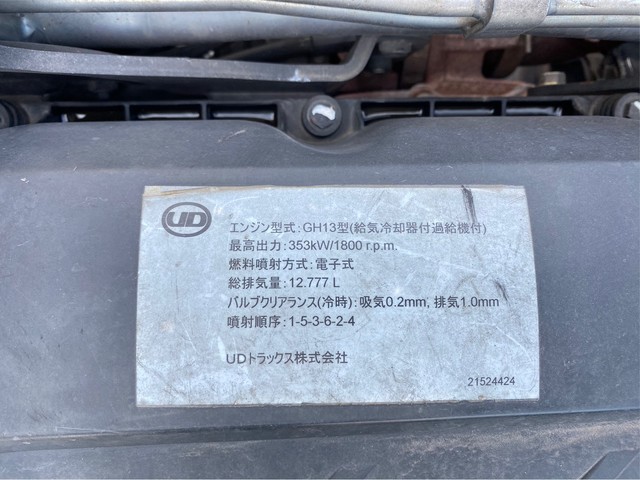 UD
エンジン型式:GH13型(給気冷却器付過給機付)
最高出力:353kW/1800 r.p.m.
燃料噴射方式:電子式
総排気量:12.777 L
バルブクリアランス(冷時):吸気0.2mm, 排気1.0mm
噴射順序:1-5-3-6-2-4
UDトラックス株式会社
21524424